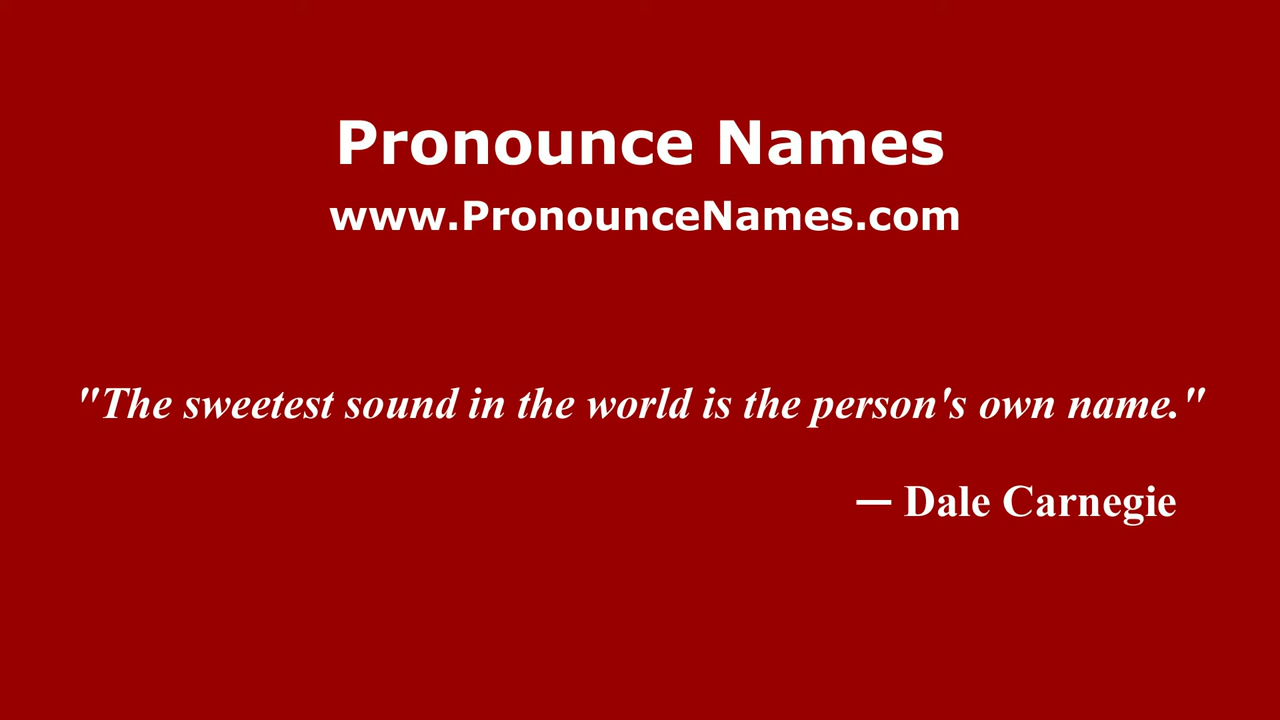 Pronounce Names
www.PronounceNames.com
"The sweetest sound in the world is the person's own name."
— Dale Carnegie